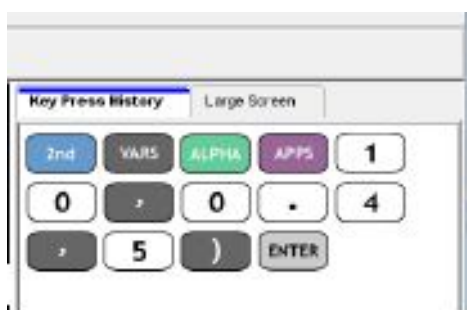 Key Press History Large Screen
2nd VARS ALPHA APPS 1
0 , 0 . 4
, 5 ) ENTER